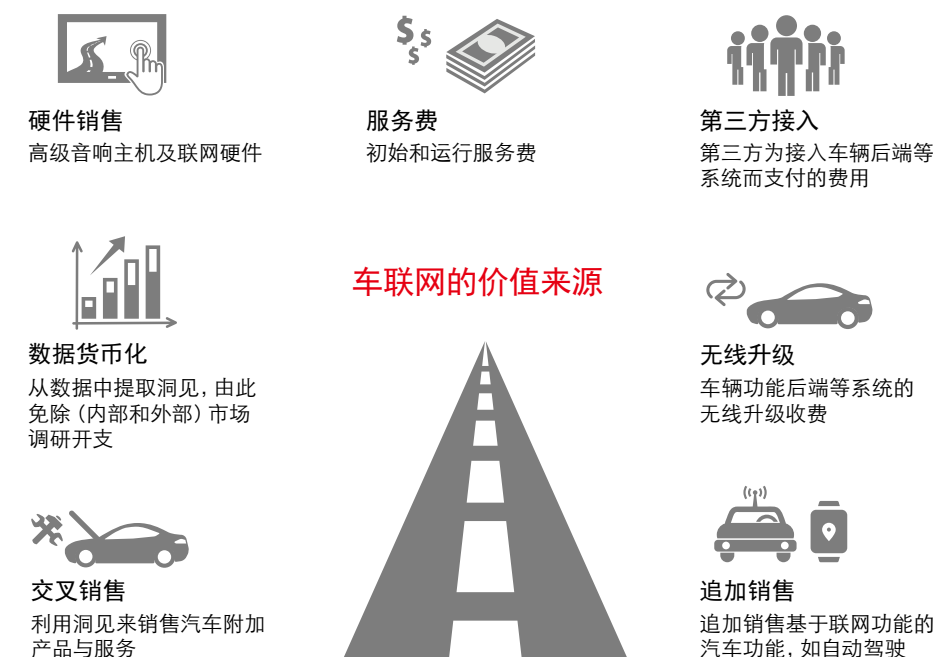 硬件销售
高级音响主机及联网硬件
服务费
初始和运行服务费
第三方接入
第三方为接入车辆后端等
系统而支付的费用
车联网的价值来源
数据货币化
从数据中提取洞见，由此
免除（内部和外部）市场
调研开支
无线升级
车辆功能后端等系统的
无线升级收费
交叉销售
利用洞见来销售汽车附加
产品与服务
追加销售
追加销售基于联网功能的
汽车功能，如自动驾驶